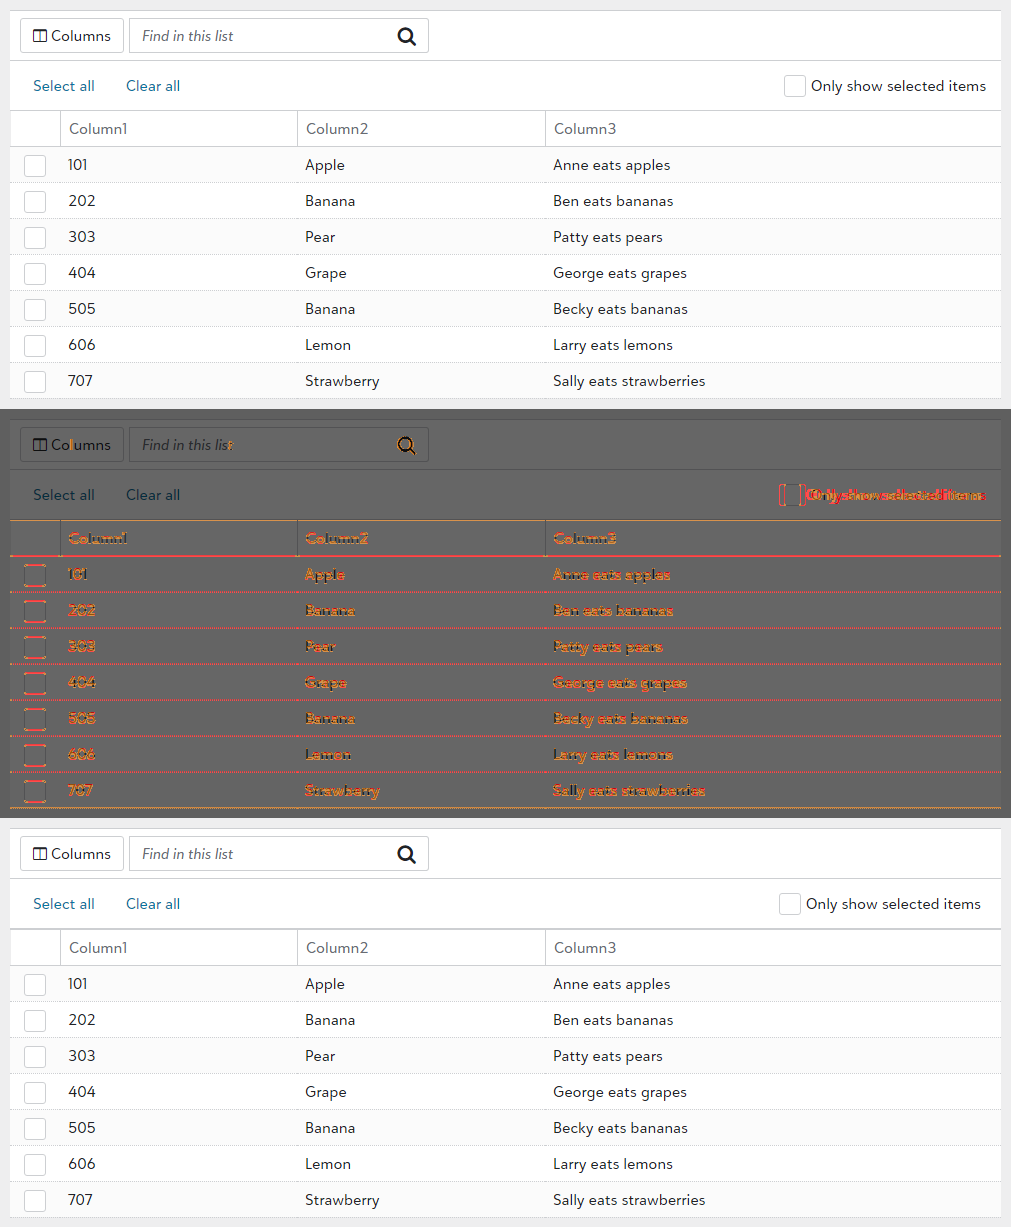 Columns Find in this list
Select all Clear all Only show selected items
Column1 Column2 Column3
101 Apple Anne eats apples
202 Banana Ben eats bananas
303 Pear Patty eats pears
404 Grape George eats grapes
505 Banana Becky eats bananas
606 Lemon Larry eats lemons
707 Strawberry Sally eats strawberries
Columns Find in this list
Select all Clear all Only show selected items
Column1 Column2 Column3
101 Apple Anne eats apples
202 Banana Ben eats bananas
303 Pear Patty eats pears
404 Grape George eats grapes
505 Banana Becky eats bananas
606 Lemon Larry eats lemons
707 Strawberry Sally eats strawberries
Columns Find in this list
Select all Clear all Only show selected items
Column1 Column2 Column3
101 Apple Anne eats apples
202 Banana Ben eats bananas
303 Pear Patty eats pears
404 Grape George eats grapes
505 Banana Becky eats bananas
606 Lemon Larry eats lemons
707 Strawberry Sally eats strawberries